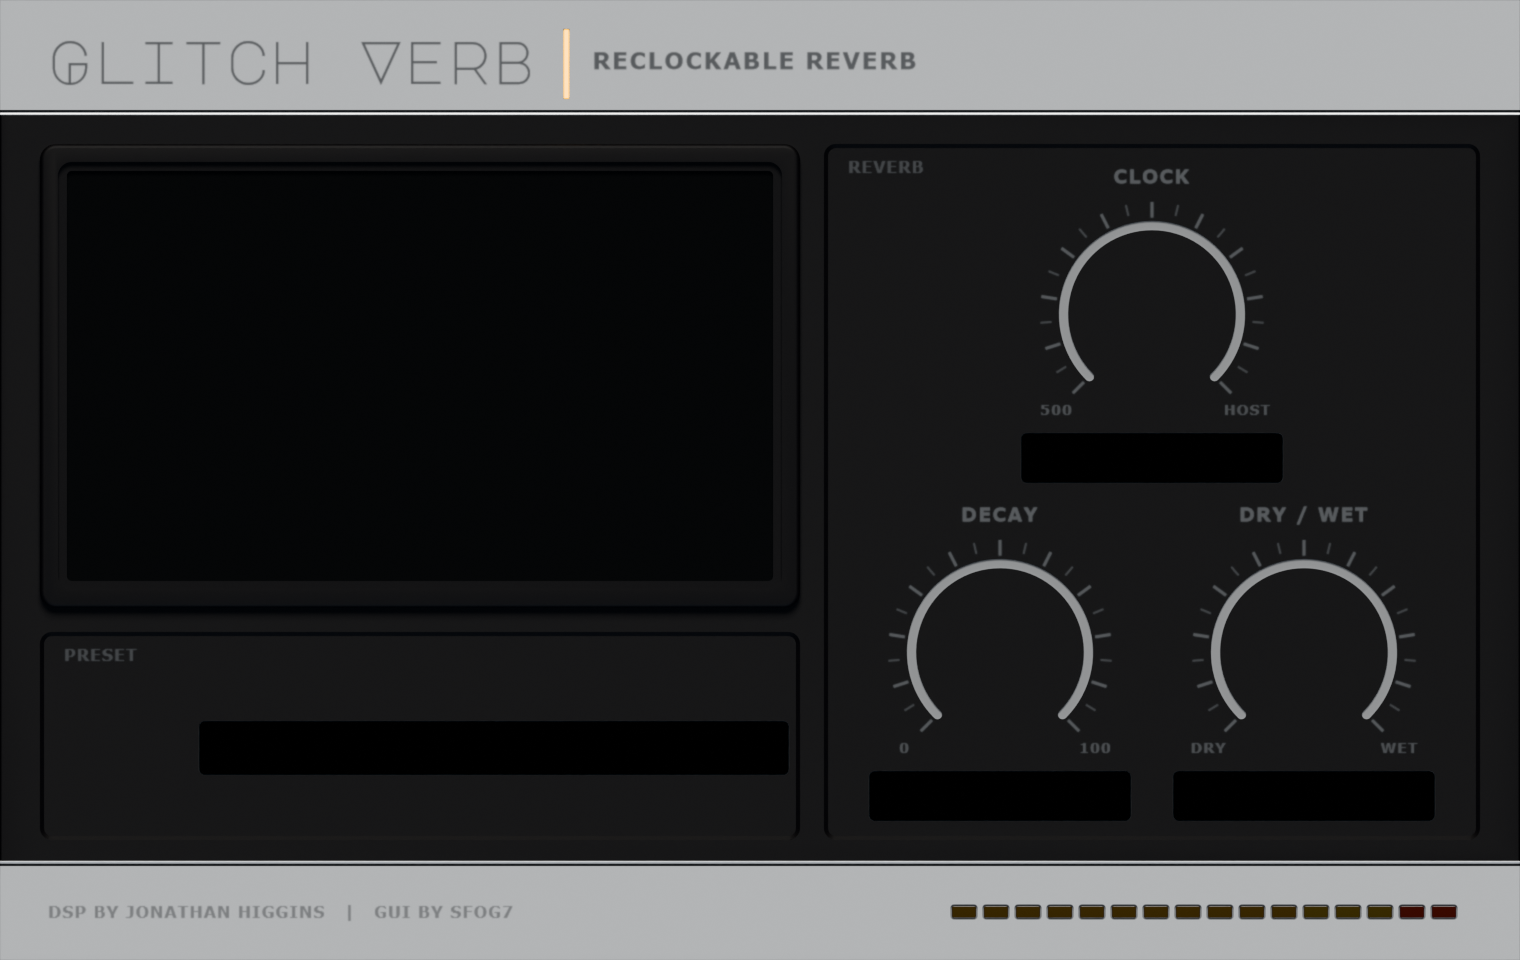 GLITCH VERB
RECLOCKABLE REVERB
REVERB
CLOCK
500
HOST
DECAY
DRY / WET
0
100
DRY
WET
PRESET
DSP BY JONATHAN HIGGINS | GUI BY SFOG7